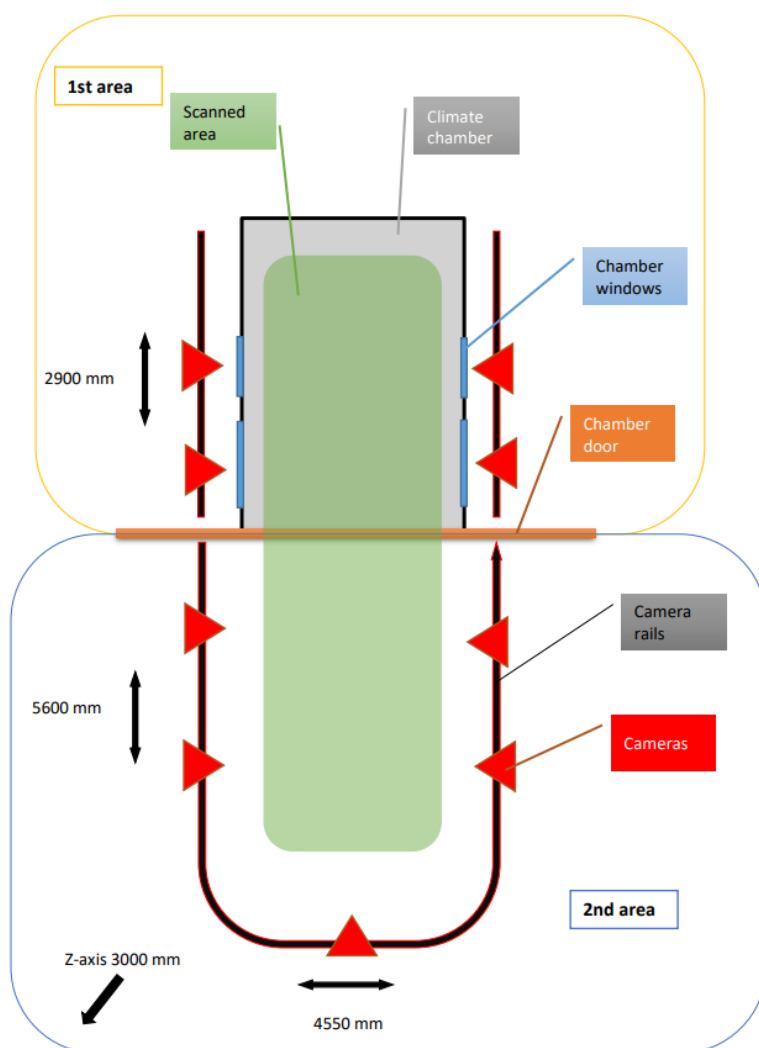 1st area
Scanned
area
Climate
chamber
Chamber
windows
2900 mm
Chamber
door
Camera
rails
5600 mm
Cameras
2nd area
Z-axis 3000 mm
4550 mm